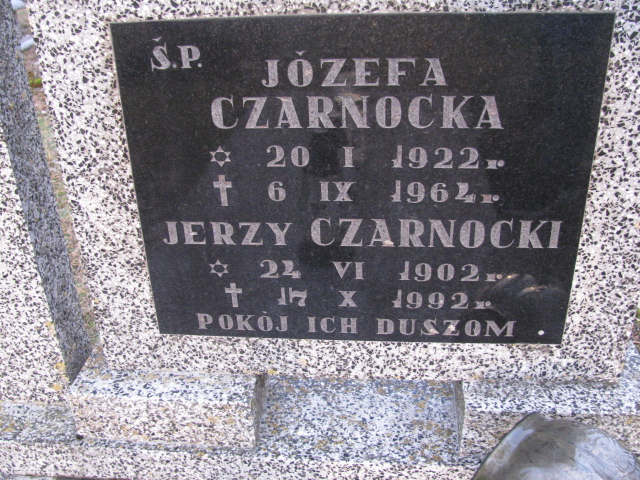 Ś.P.
JÓZEFA
CZARNOCKA
✡ 20 I 1922 r.
✝ 6 IX 1964 r.
JERZY CZARNOCKI
✡ 24 VI 1902 r.
✝ 17 X 1992 r.
POKÓJ ICH DUSZOM.